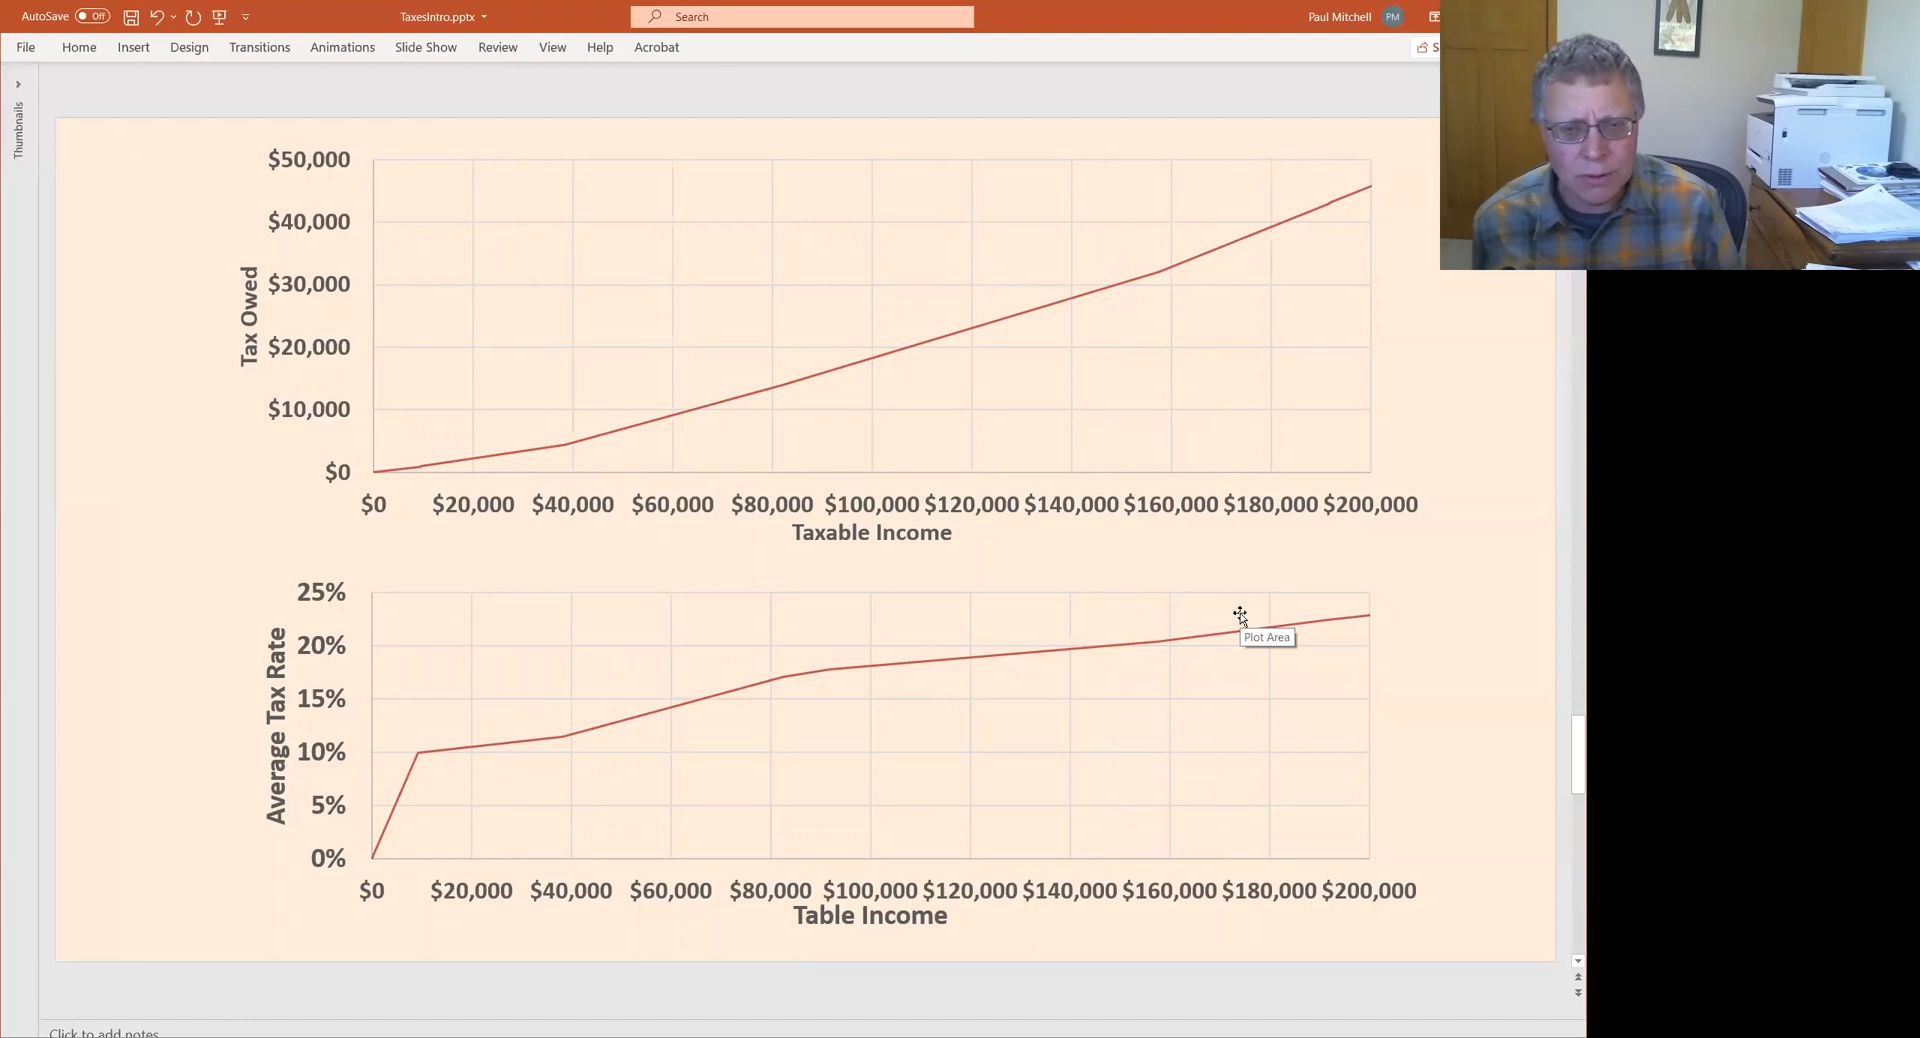 AutoSave Off TaxesIntro.pptx Search Paul Mitchell PM
File Home Insert Design Transitions Animations Slide Show Review View Help Acrobat S
Thumbnails
$50,000
$40,000
$30,000
$20,000
$10,000
$0
Tax Owed
$0 $20,000 $40,000 $60,000 $80,000 $100,000 $120,000 $140,000 $160,000 $180,000 $200,000
Taxable Income
25%
20%
15%
10%
5%
0%
Average Tax Rate
Plot Area
$0 $20,000 $40,000 $60,000 $80,000 $100,000 $120,000 $140,000 $160,000 $180,000 $200,000
Table Income
Click to add notes